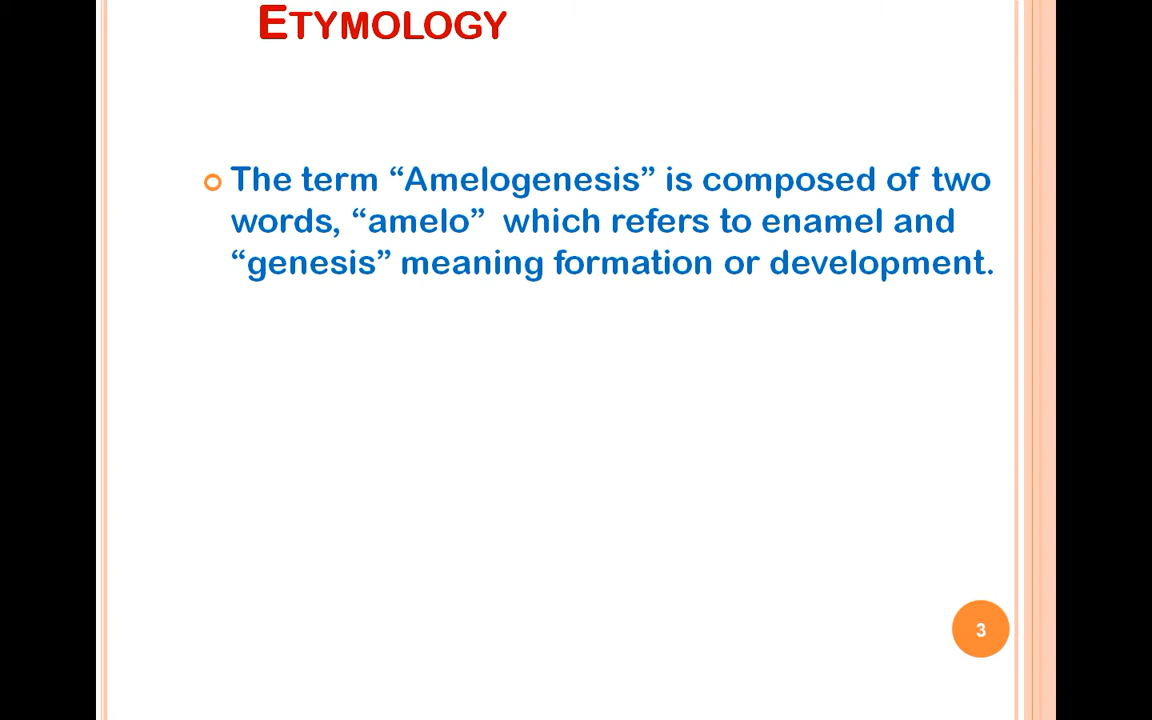 ETYMOLOGY
The term “Amelogenesis” is composed of two
words, “amelo”  which refers to enamel and
“genesis” meaning formation or development.
3